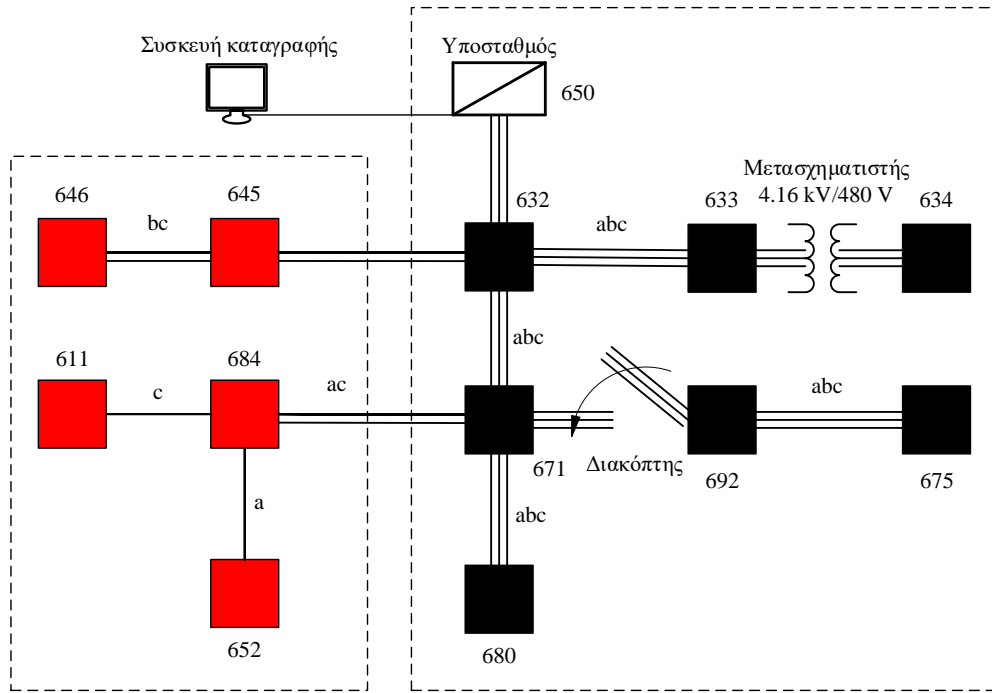 Συσκευή καταγραφής
Υποσταθμός
650
646
bc
645
632
abc
633
Μετασχηματιστής
4.16 kV/480 V
634
611
c
684
ac
abc
671
Διακόπτης
692
abc
675
a
abc
652
680